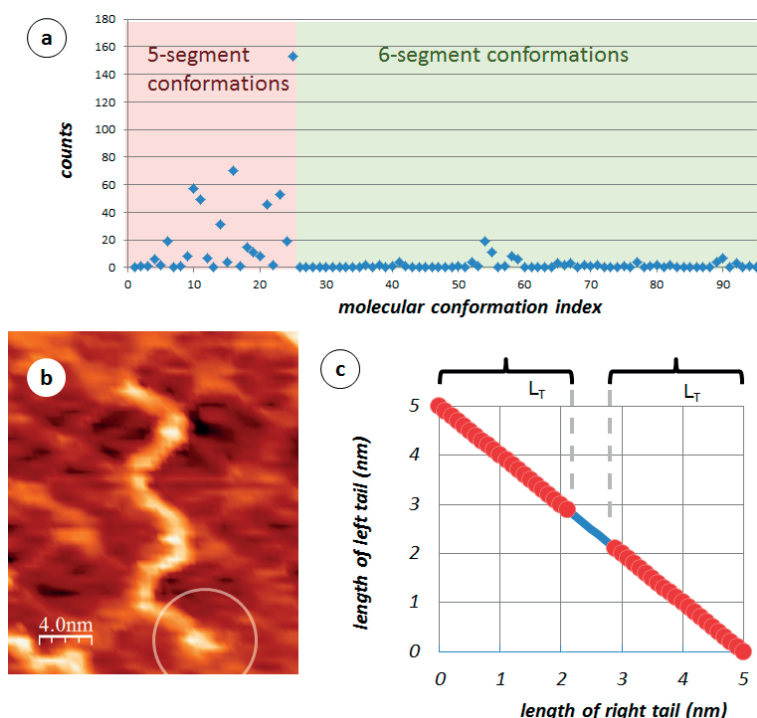 a
180
160
140
120
100
80
60
40
20
0
counts
5-segment
conformations
6-segment conformations
0 10 20 30 40 50 60 70 80 90
molecular conformation index
b
4.0nm
c
L_T L_T
5
4
3
2
1
0
length of left tail (nm)
0 1 2 3 4 5
length of right tail (nm)